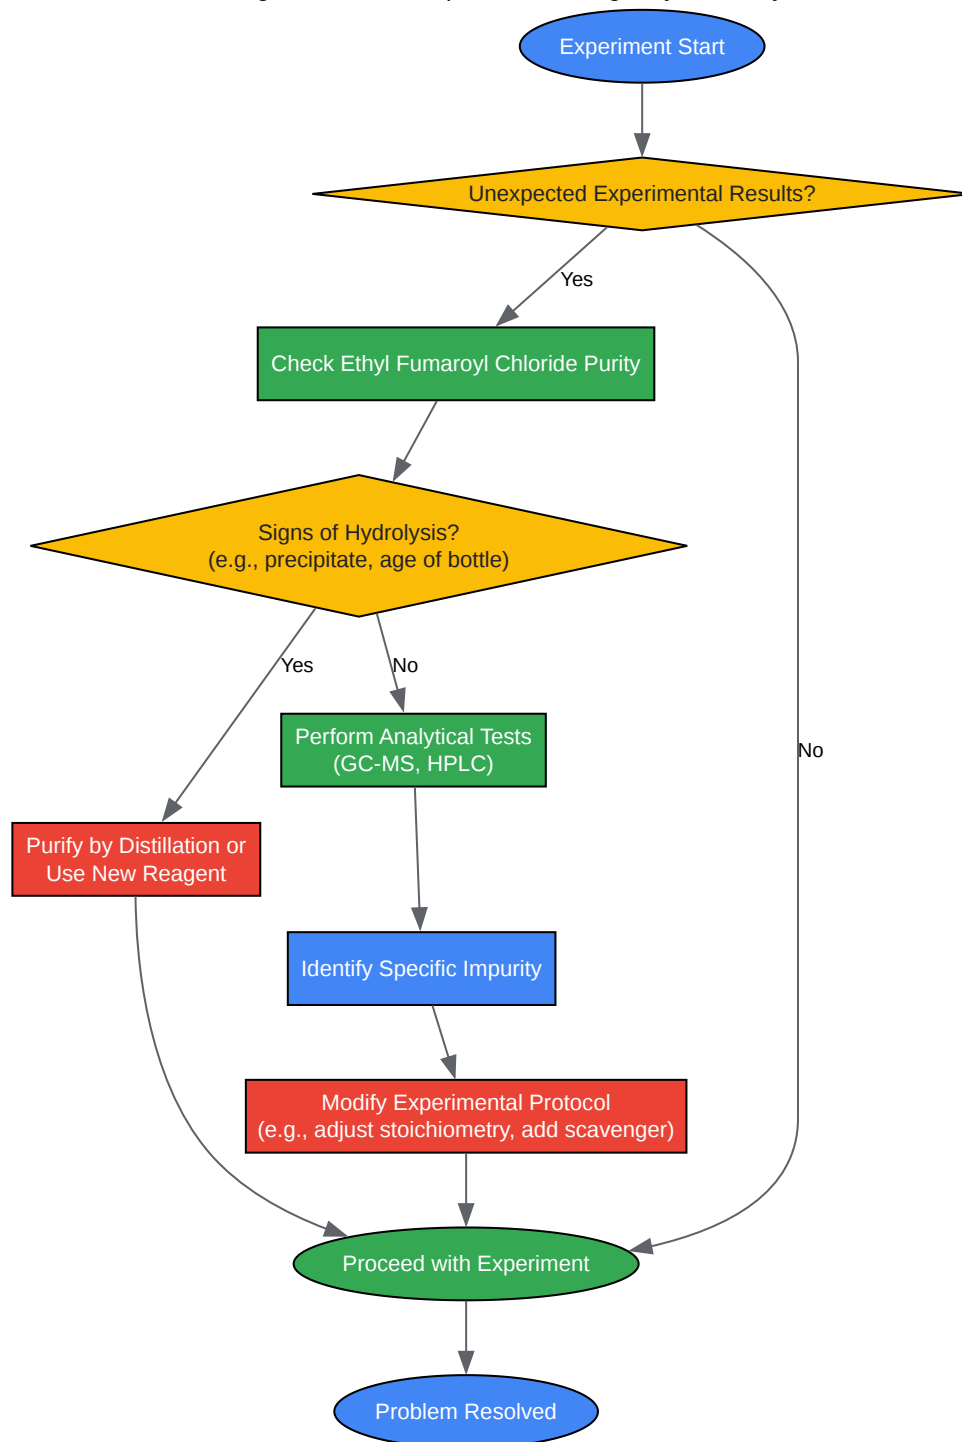 Experiment Start
Unexpected Experimental Results?
Yes
Check Ethyl Fumaroyl Chloride Purity
Signs of Hydrolysis?
(e.g., precipitate, age of bottle)
Yes
No
Perform Analytical Tests
(GC-MS, HPLC)
No
Purify by Distillation or
Use New Reagent
Identify Specific Impurity
Modify Experimental Protocol
(e.g., adjust stoichiometry, add scavenger)
Proceed with Experiment
Problem Resolved